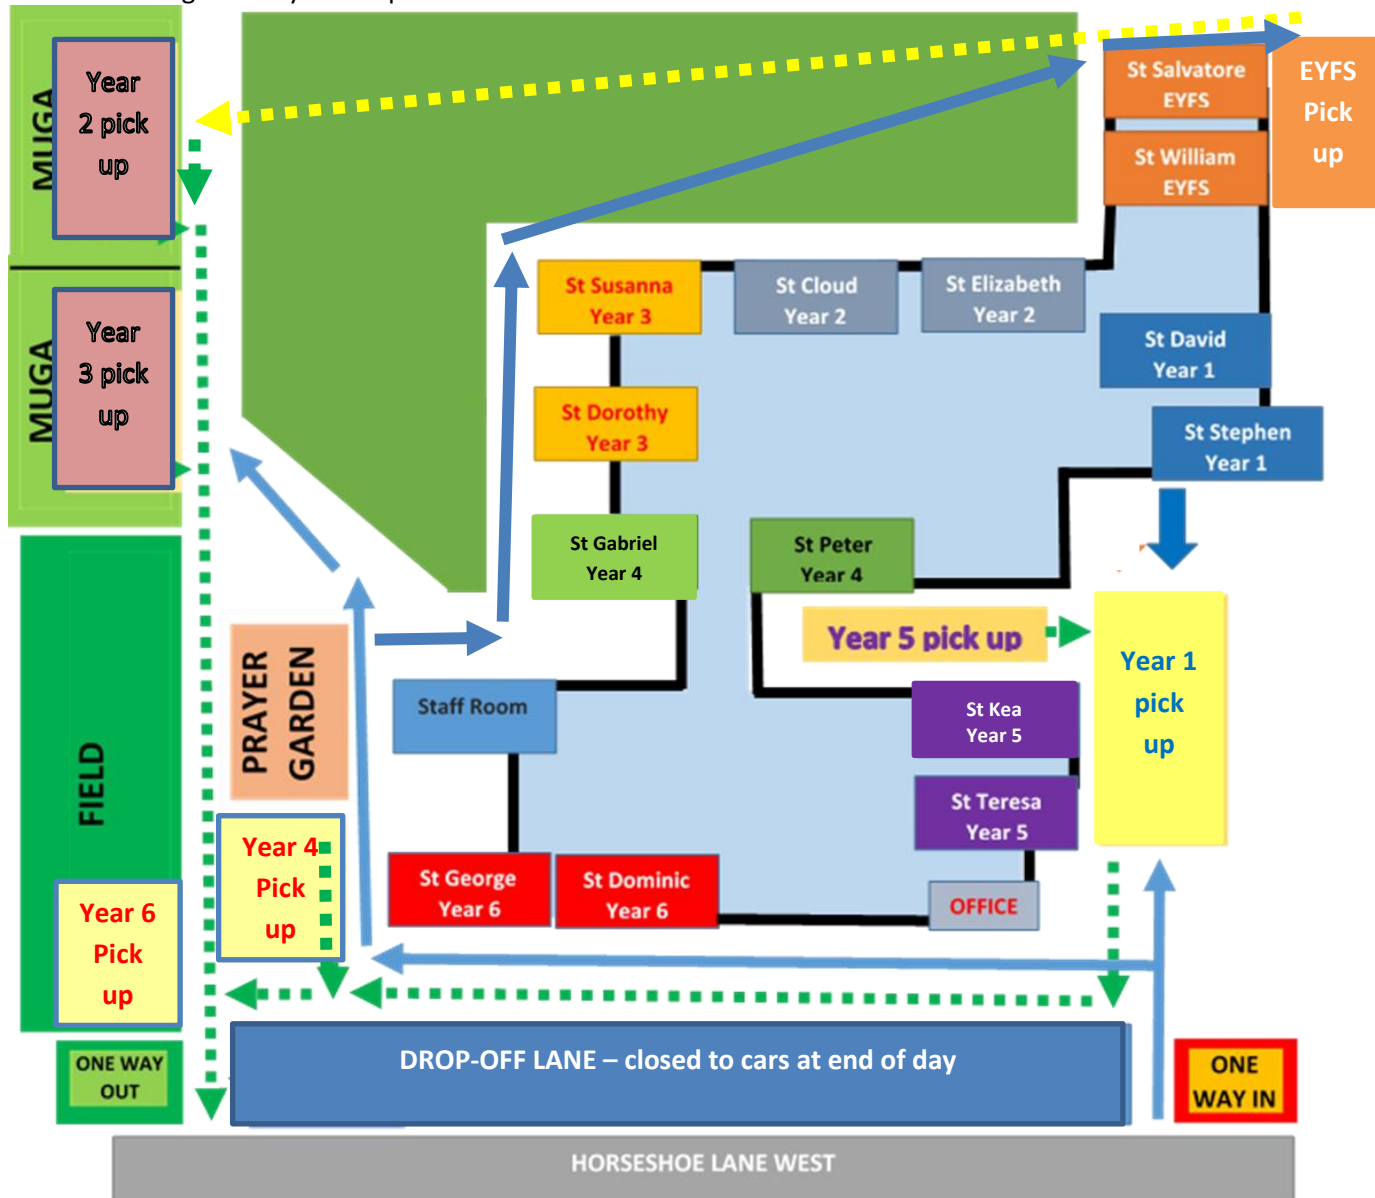 Year
2 pick
up
MUGA
St Salvatore
EYFS
EYFS
Pick
up
St William
EYFS
St Susanna
Year 3
St Cloud
Year 2
St Elizabeth
Year 2
St David
Year 1
MUGA
Year
3 pick
up
St Dorothy
Year 3
St Stephen
Year 1
St Gabriel
Year 4
St Peter
Year 4
Year 5 pick up
Year 1
pick
up
PRAYER
GARDEN
Staff Room
St Kea
Year 5
FIELD
St Teresa
Year 5
Year 4
Pick
up
St George
Year 6
St Dominic
Year 6
OFFICE
Year 6
Pick
up
ONE WAY
OUT
DROP-OFF LANE – closed to cars at end of day
ONE
WAY IN
HORSESHOE LANE WEST